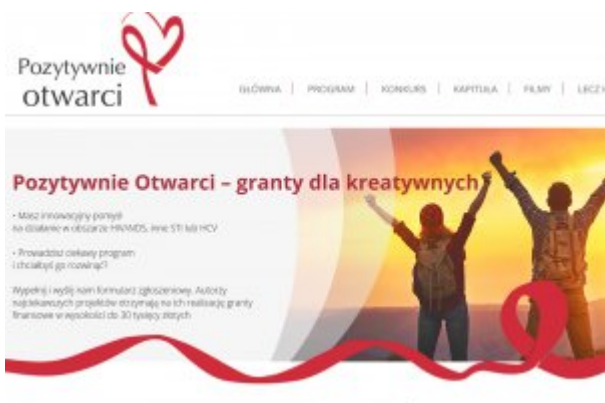 Pozytywnie
otwarci
GŁÓWNA | PROGRAM | KONKURS | KAPITUŁA | FILMY | LECZ
Pozytywnie Otwarci – granty dla kreatywnych
• Masz innowacyjny pomysł
na działanie w obszarze HIV/AIDS, inne STI lub HCV
• Prowadzisz ciekawy program
i chciałbyś go rozwinąć?
Wypełnij i wyślij nam formularz zgłoszeniowy. Autorzy
najciekawszych projektów otrzymają na ich realizację granty
finansowe w wysokości do 30 tysięcy złotych